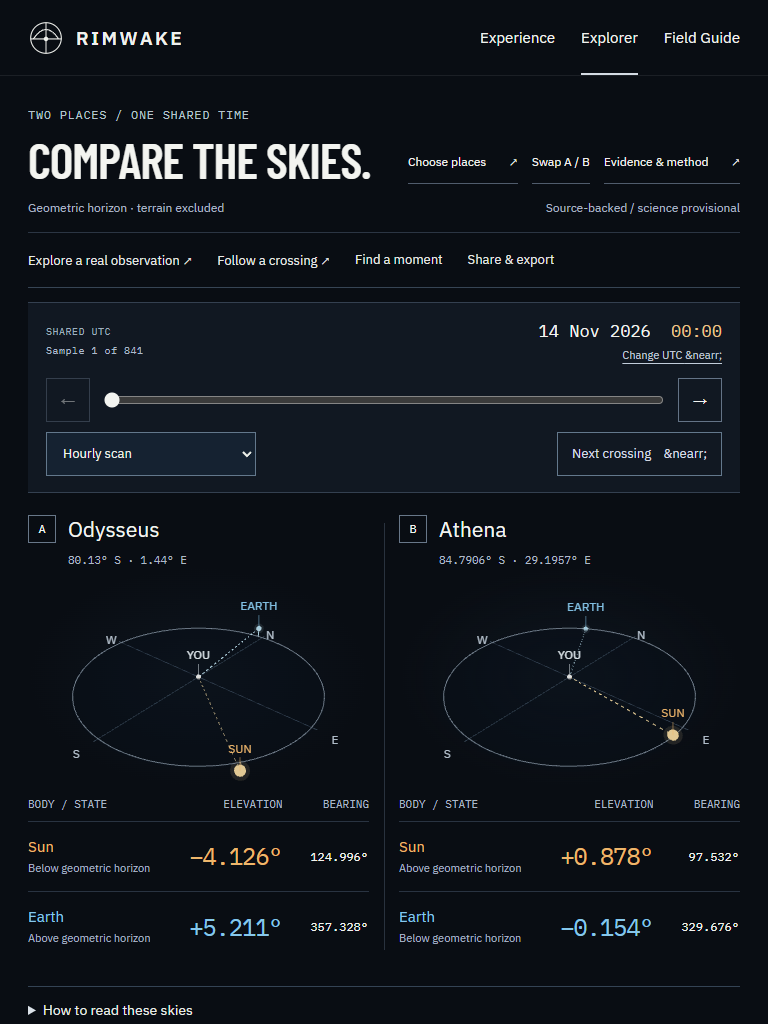 RIMWAKE
Experience Explorer Field Guide
TWO PLACES / ONE SHARED TIME
COMPARE THE SKIES.
Choose places ↗ Swap A / B Evidence & method ↗
Geometric horizon · terrain excluded
Source-backed / science provisional
Explore a real observation ↗ Follow a crossing ↗ Find a moment Share & export
SHARED UTC
14 Nov 2026 00:00
Sample 1 of 841
Change UTC &nearr;
← →
Hourly scan
Next crossing &nearr;
A Odysseus
80.13° S · 1.44° E
EARTH
W N
YOU
SUN
S E
BODY / STATE ELEVATION BEARING
Sun
Below geometric horizon
−4.126° 124.996°
Earth
Above geometric horizon
+5.211° 357.328°
B Athena
84.7906° S · 29.1957° E
EARTH
W N
YOU
SUN
S E
BODY / STATE ELEVATION BEARING
Sun
Above geometric horizon
+0.878° 97.532°
Earth
Below geometric horizon
−0.154° 329.676°
▶ How to read these skies